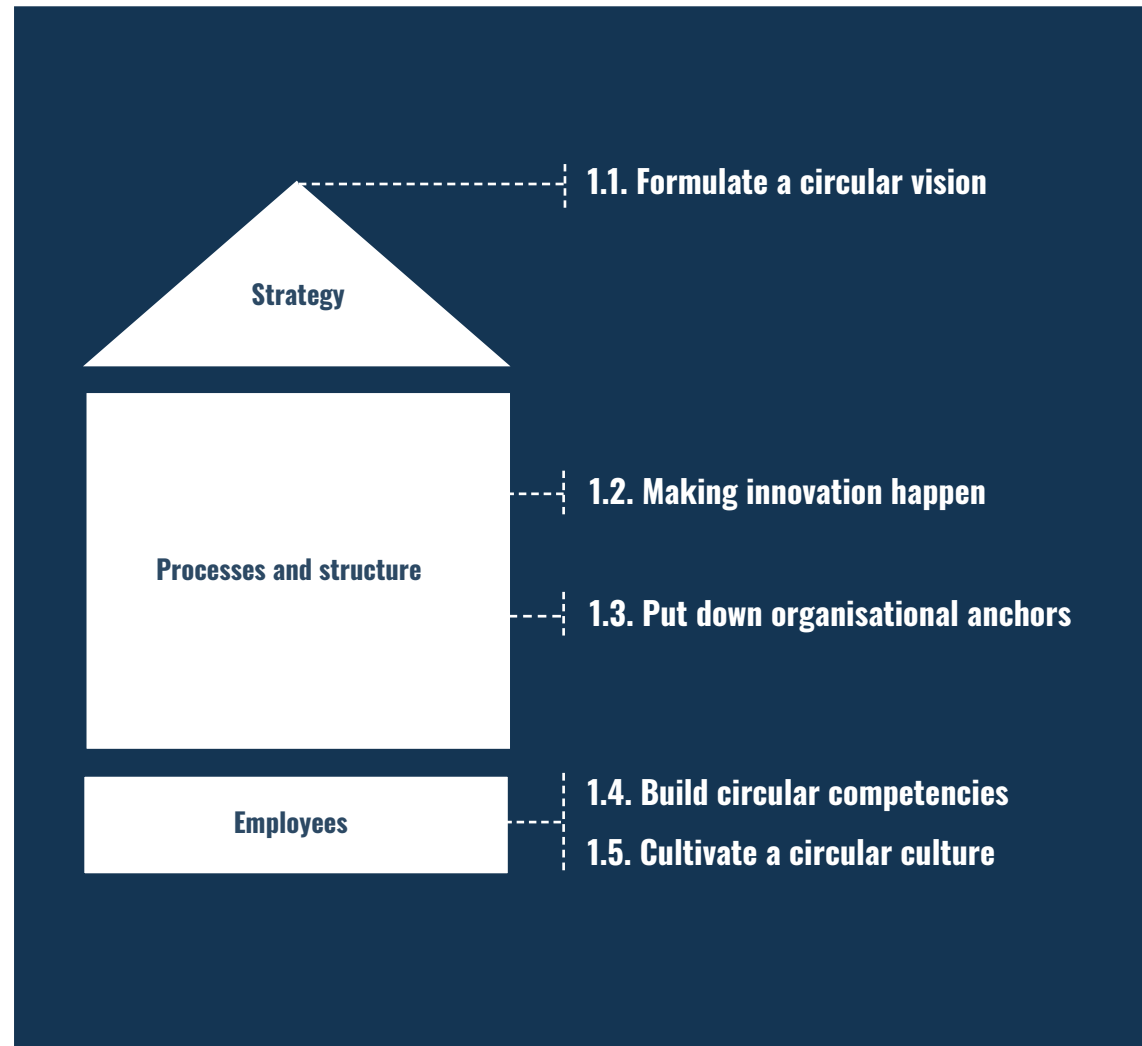 1.1. Formulate a circular vision
Strategy
1.2. Making innovation happen
Processes and structure
1.3. Put down organisational anchors
1.4. Build circular competencies
Employees
1.5. Cultivate a circular culture